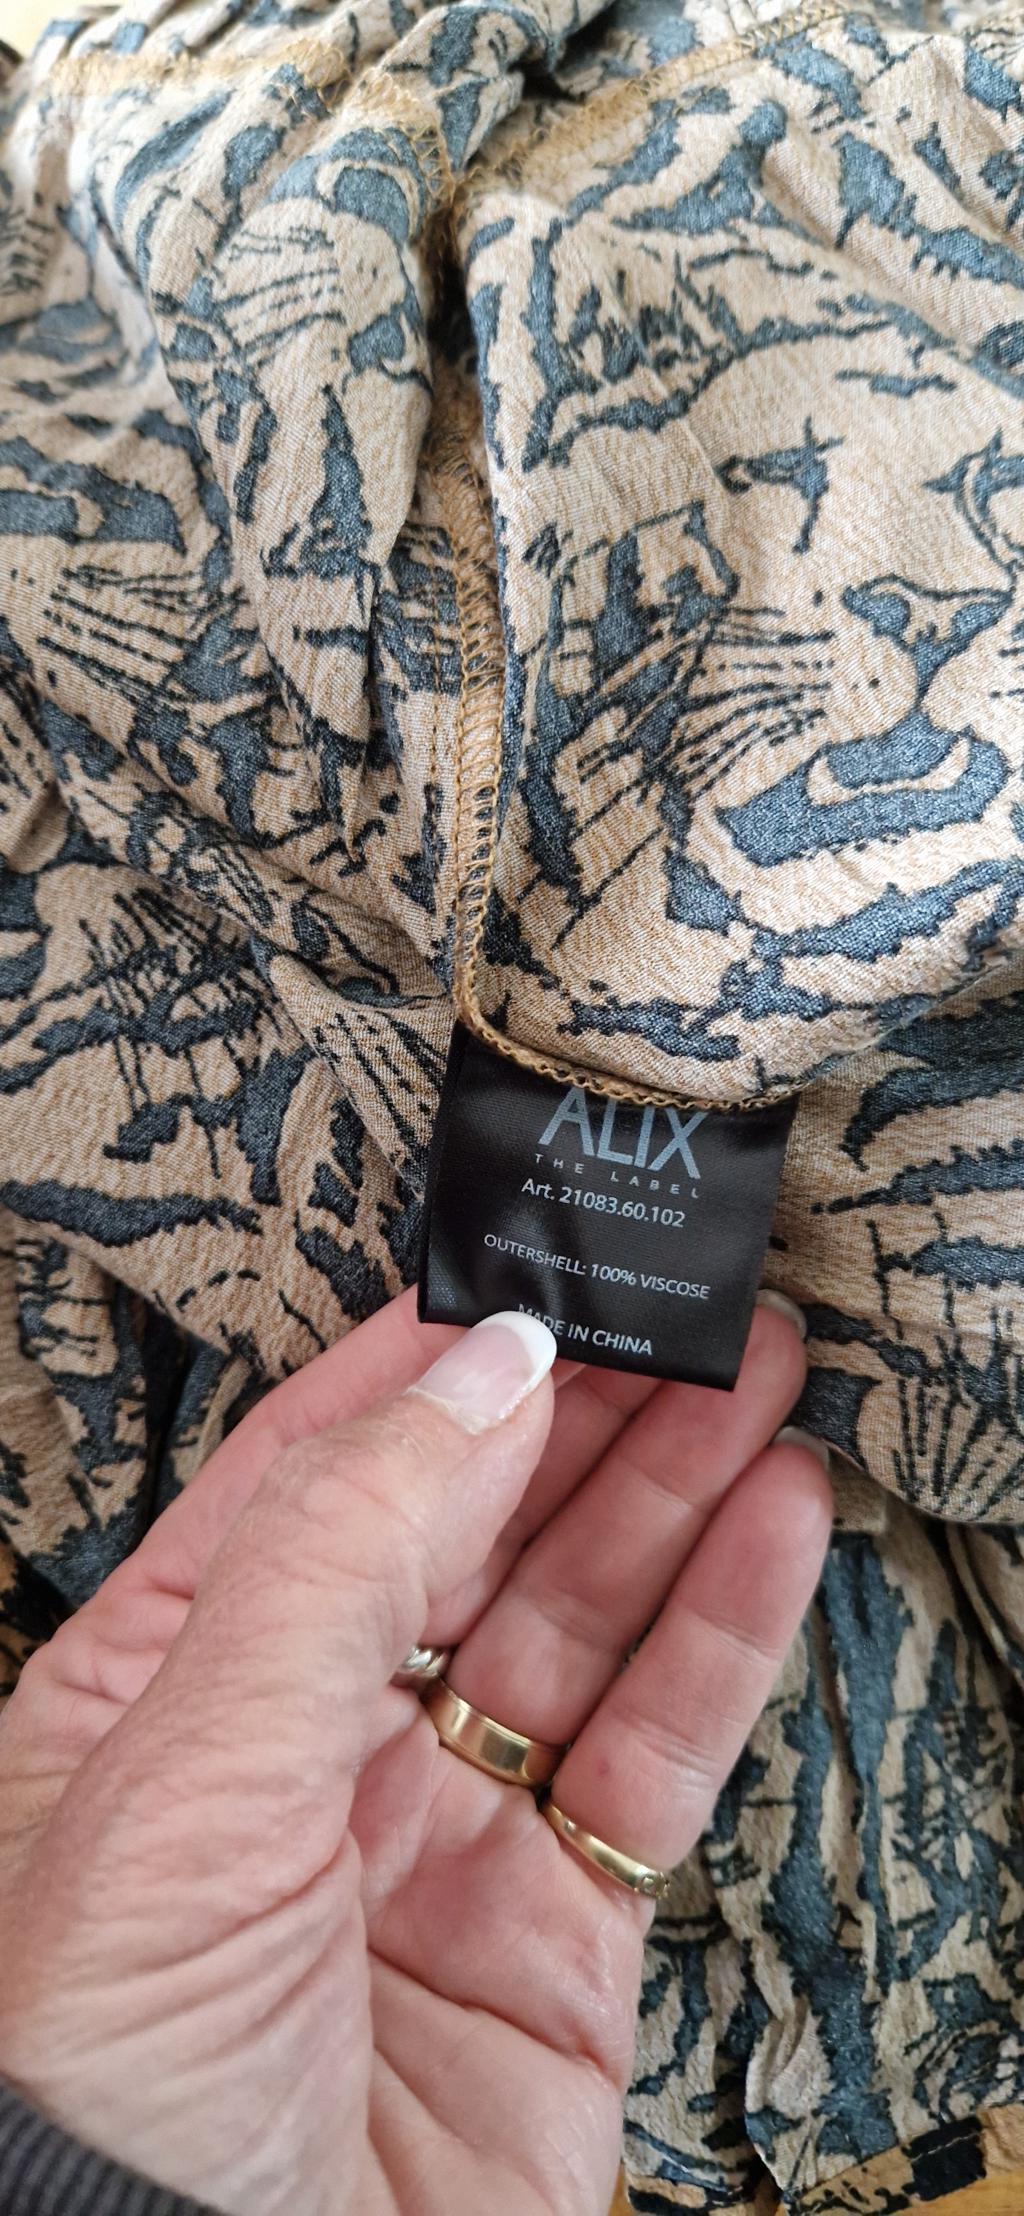 ALIX
THE LABEL
Art. 21083.60.102
OUTERSHELL: 100% VISCOSE
MADE IN CHINA